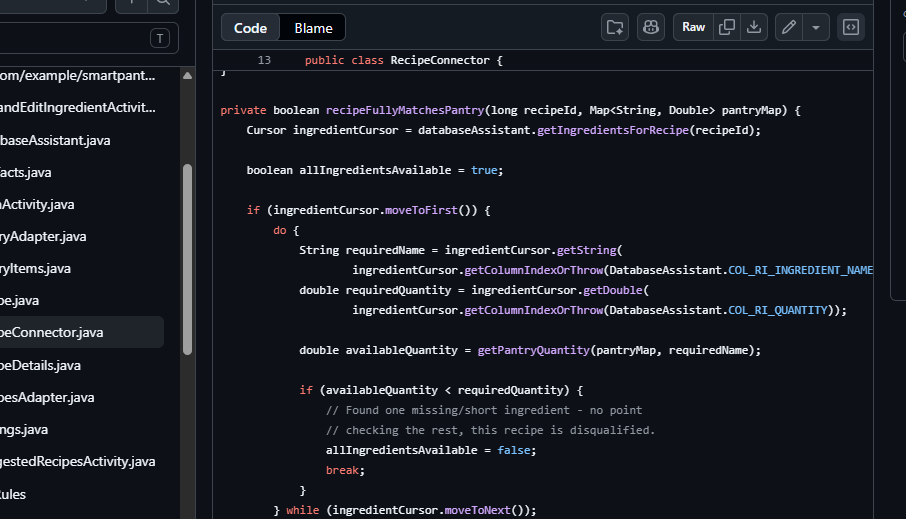 T
com/example/smartpant...
andEditIngredientActivit...
baseAssistant.java
acts.java
Activity.java
ryAdapter.java
ryItems.java
pe.java
peConnector.java
peDetails.java
pesAdapter.java
ngs.java
gestedRecipesActivity.java
ules
Code Blame Raw
13 public class RecipeConnector {
}
private boolean recipeFullyMatchesPantry(long recipeId, Map<String, Double> pantryMap) {
Cursor ingredientCursor = databaseAssistant.getIngredientsForRecipe(recipeId);
boolean allIngredientsAvailable = true;
if (ingredientCursor.moveToFirst()) {
do {
String requiredName = ingredientCursor.getString(
ingredientCursor.getColumnIndexOrThrow(DatabaseAssistant.COL_RI_INGREDIENT_NAME
double requiredQuantity = ingredientCursor.getDouble(
ingredientCursor.getColumnIndexOrThrow(DatabaseAssistant.COL_RI_QUANTITY));
double availableQuantity = getPantryQuantity(pantryMap, requiredName);
if (availableQuantity < requiredQuantity) {
// Found one missing/short ingredient - no point
// checking the rest, this recipe is disqualified.
allIngredientsAvailable = false;
break;
}
} while (ingredientCursor.moveToNext());